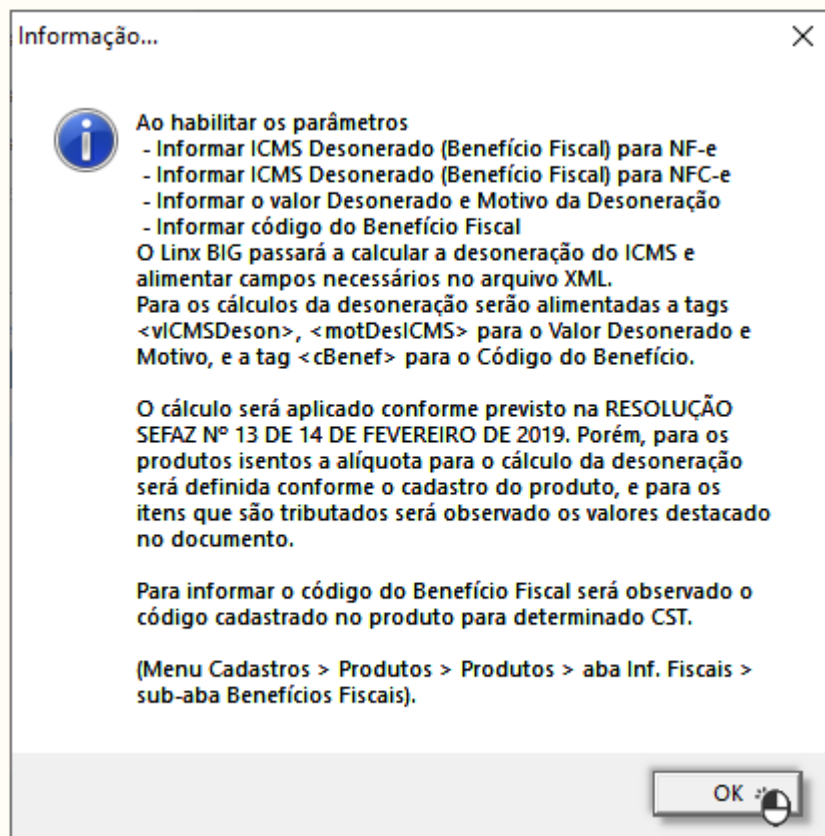 Informação...
Ao habilitar os parâmetros
- Informar ICMS Desonerado (Benefício Fiscal) para NF-e
- Informar ICMS Desonerado (Benefício Fiscal) para NFC-e
- Informar o valor Desonerado e Motivo da Desoneração
- Informar código do Benefício Fiscal
O Linx BIG passará a calcular a desoneração do ICMS e
alimentar campos necessários no arquivo XML.
Para os cálculos da desoneração serão alimentadas a tags
<vICMSDeson>, <motDesICMS> para o Valor Desonerado e
Motivo, e a tag <cBenef> para o Código do Benefício.
O cálculo será aplicado conforme previsto na RESOLUÇÃO
SEFAZ Nº 13 DE 14 DE FEVEREIRO DE 2019. Porém, para os
produtos isentos a alíquota para o cálculo da desoneração
será definida conforme o cadastro do produto, e para os
itens que são tributados será observado os valores destacado
no documento.
Para informar o código do Benefício Fiscal será observado o
código cadastrado no produto para determinado CST.
(Menu Cadastros > Produtos > Produtos > aba Inf. Fiscais >
sub-aba Benefícios Fiscais).
OK